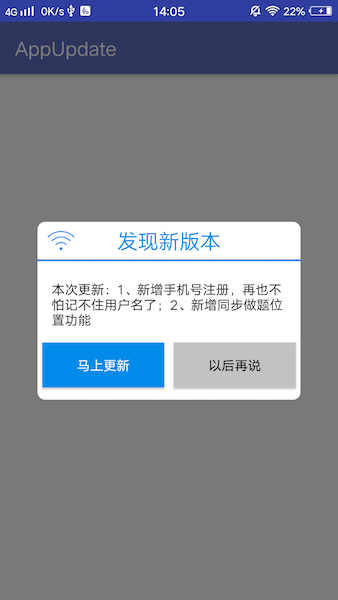 4G 0K/s 14:05 22%
AppUpdate
发现新版本
本次更新：1、新增手机号注册，再也不
怕记不住用户名了；2、新增同步做题位
置功能
马上更新 以后再说